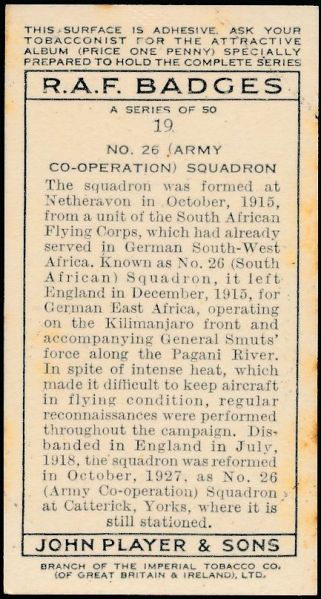 THIS SURFACE IS ADHESIVE. ASK YOUR
TOBACCONIST FOR THE ATTRACTIVE
ALBUM (PRICE ONE PENNY) SPECIALLY
PREPARED TO HOLD THE COMPLETE SERIES
R.A.F. BADGES
A SERIES OF 50
19
NO. 26 (ARMY
CO-OPERATION) SQUADRON
The squadron was formed at
Netheravon in October, 1915,
from a unit of the South African
Flying Corps, which had already
served in German South-West
Africa. Known as No. 26 (South
African) Squadron, it left
England in December, 1915, for
German East Africa, operating
on the Kilimanjaro front and
accompanying General Smuts'
force along the Pagani River.
In spite of intense heat, which
made it difficult to keep aircraft
in flying condition, regular
reconnaissances were performed
throughout the campaign. Dis-
banded in England in July,
1918, the squadron was reformed
in October, 1927, as No. 26
(Army Co-operation) Squadron
at Catterick, Yorks, where it is
still stationed.
JOHN PLAYER & SONS
BRANCH OF THE IMPERIAL TOBACCO CO.
(OF GREAT BRITAIN & IRELAND), LTD.